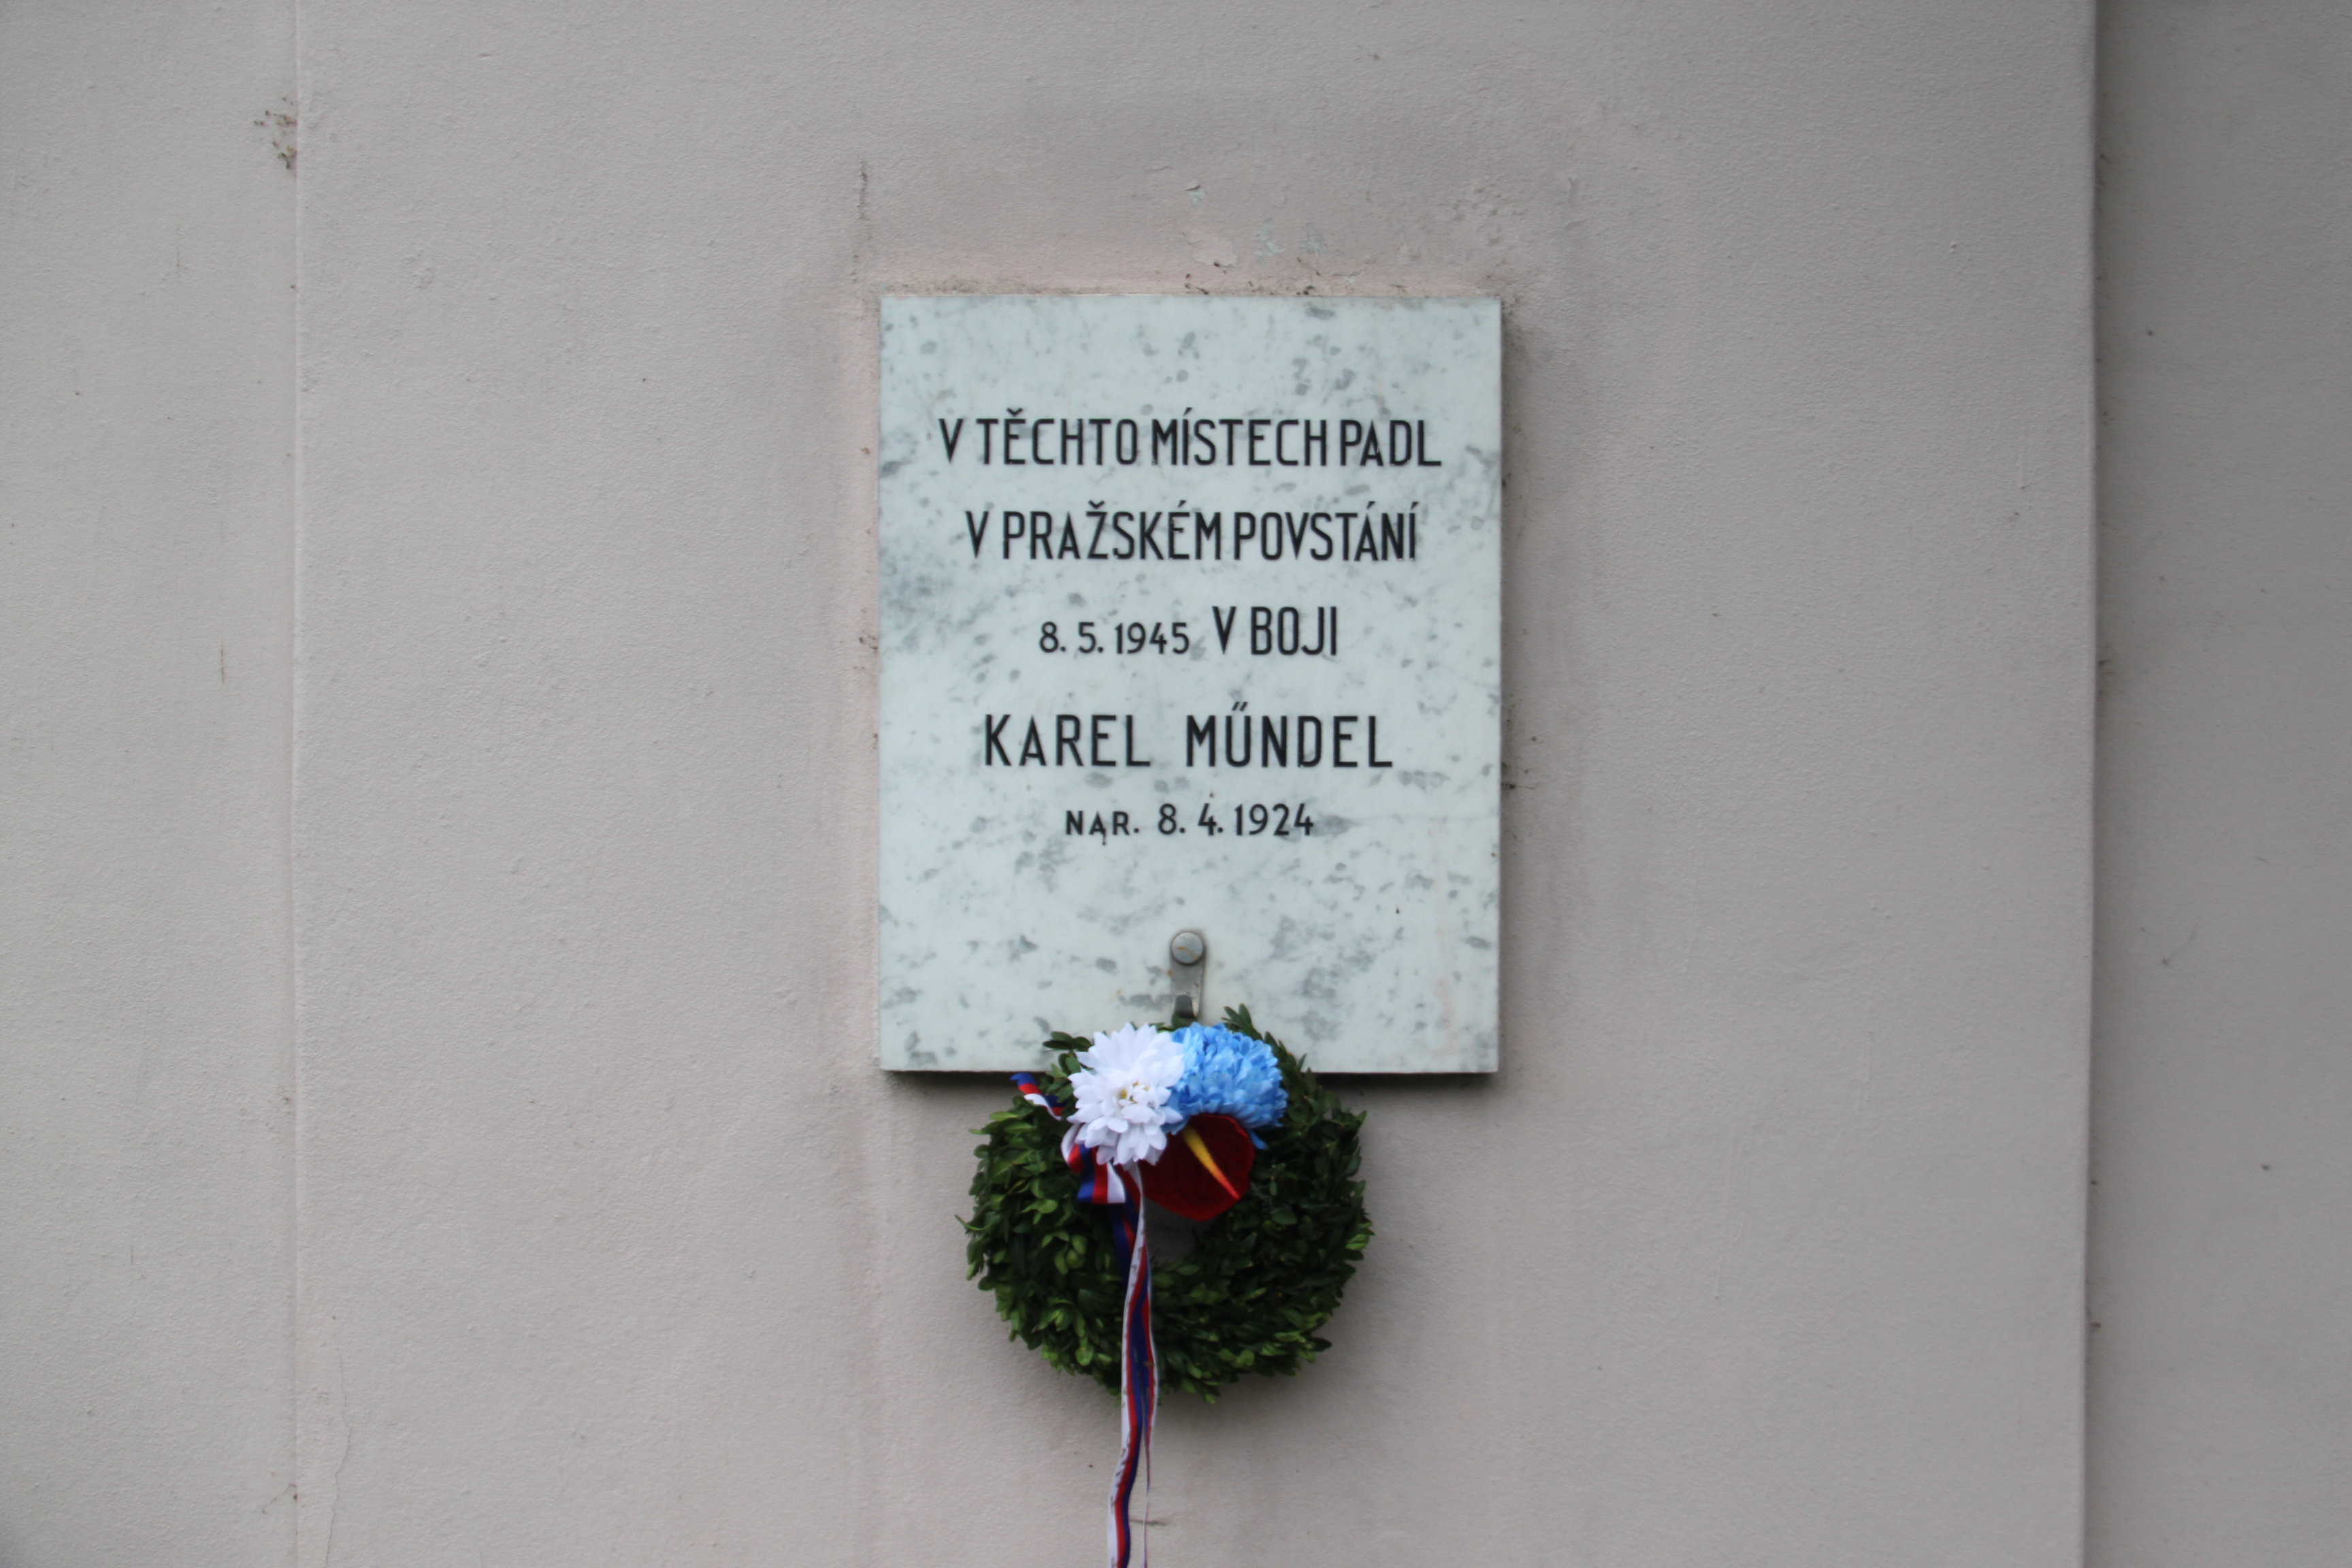 V TĚCHTO MÍSTECH PADL
V PRAŽSKÉM POVSTÁNÍ
8. 5. 1945 V BOJI
KAREL MŰNDEL
NAR. 8. 4. 1924